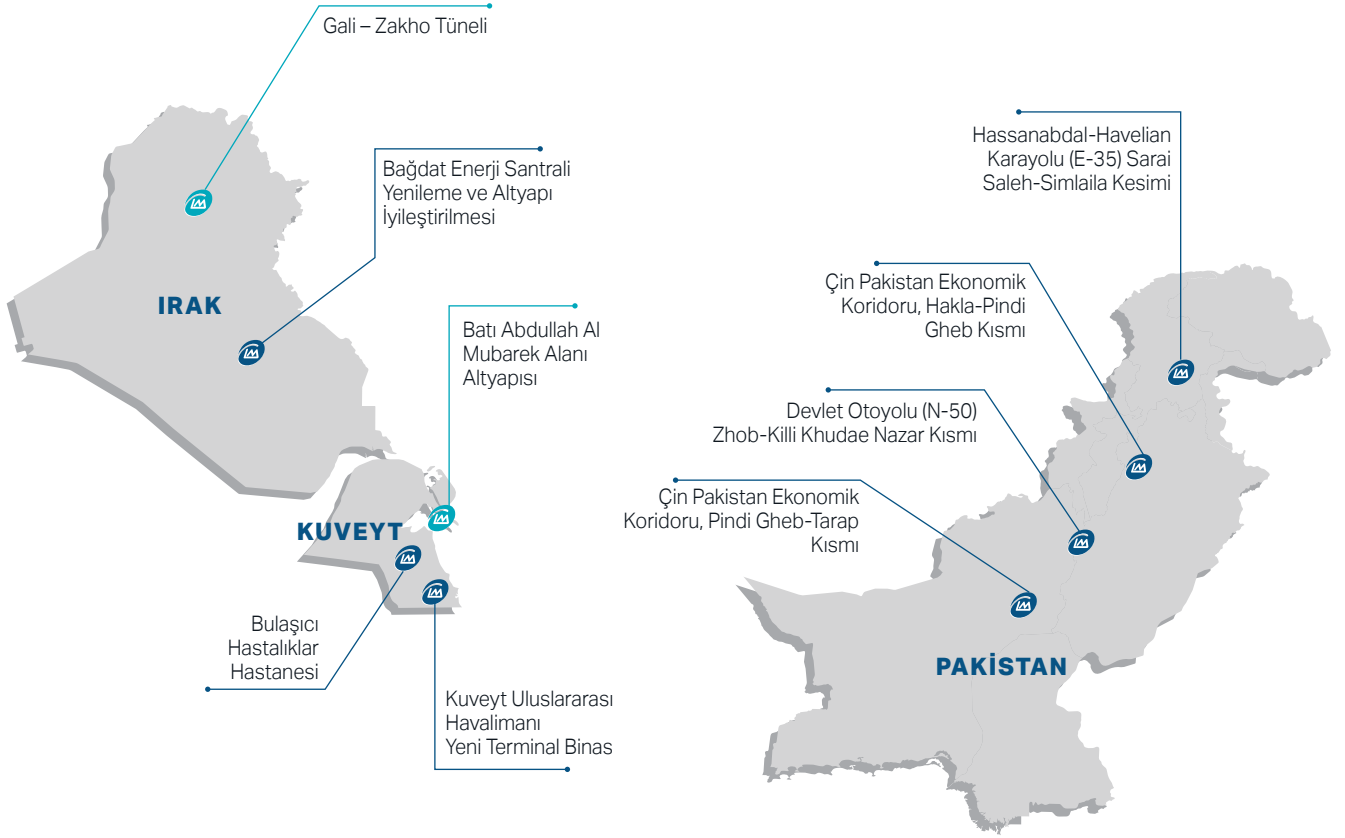 Gali – Zakho Tüneli
Bağdat Enerji Santrali
Yenileme ve Altyapı
İyileştirilmesi
IRAK
Batı Abdullah Al
Mubarek Alanı
Altyapısı
KUVEYT
Bulaşıcı
Hastalıklar
Hastanesi
Kuveyt Uluslararası
Havalimanı
Yeni Terminal Binas
Hassanabdal-Havelian
Karayolu (E-35) Sarai
Saleh-Simlaila Kesimi
Çin Pakistan Ekonomik
Koridoru, Hakla-Pindi
Gheb Kısmı
Devlet Otoyolu (N-50)
Zhob-Killi Khudae Nazar Kısmı
Çin Pakistan Ekonomik
Koridoru, Pindi Gheb-Tarap
Kısmı
PAKİSTAN